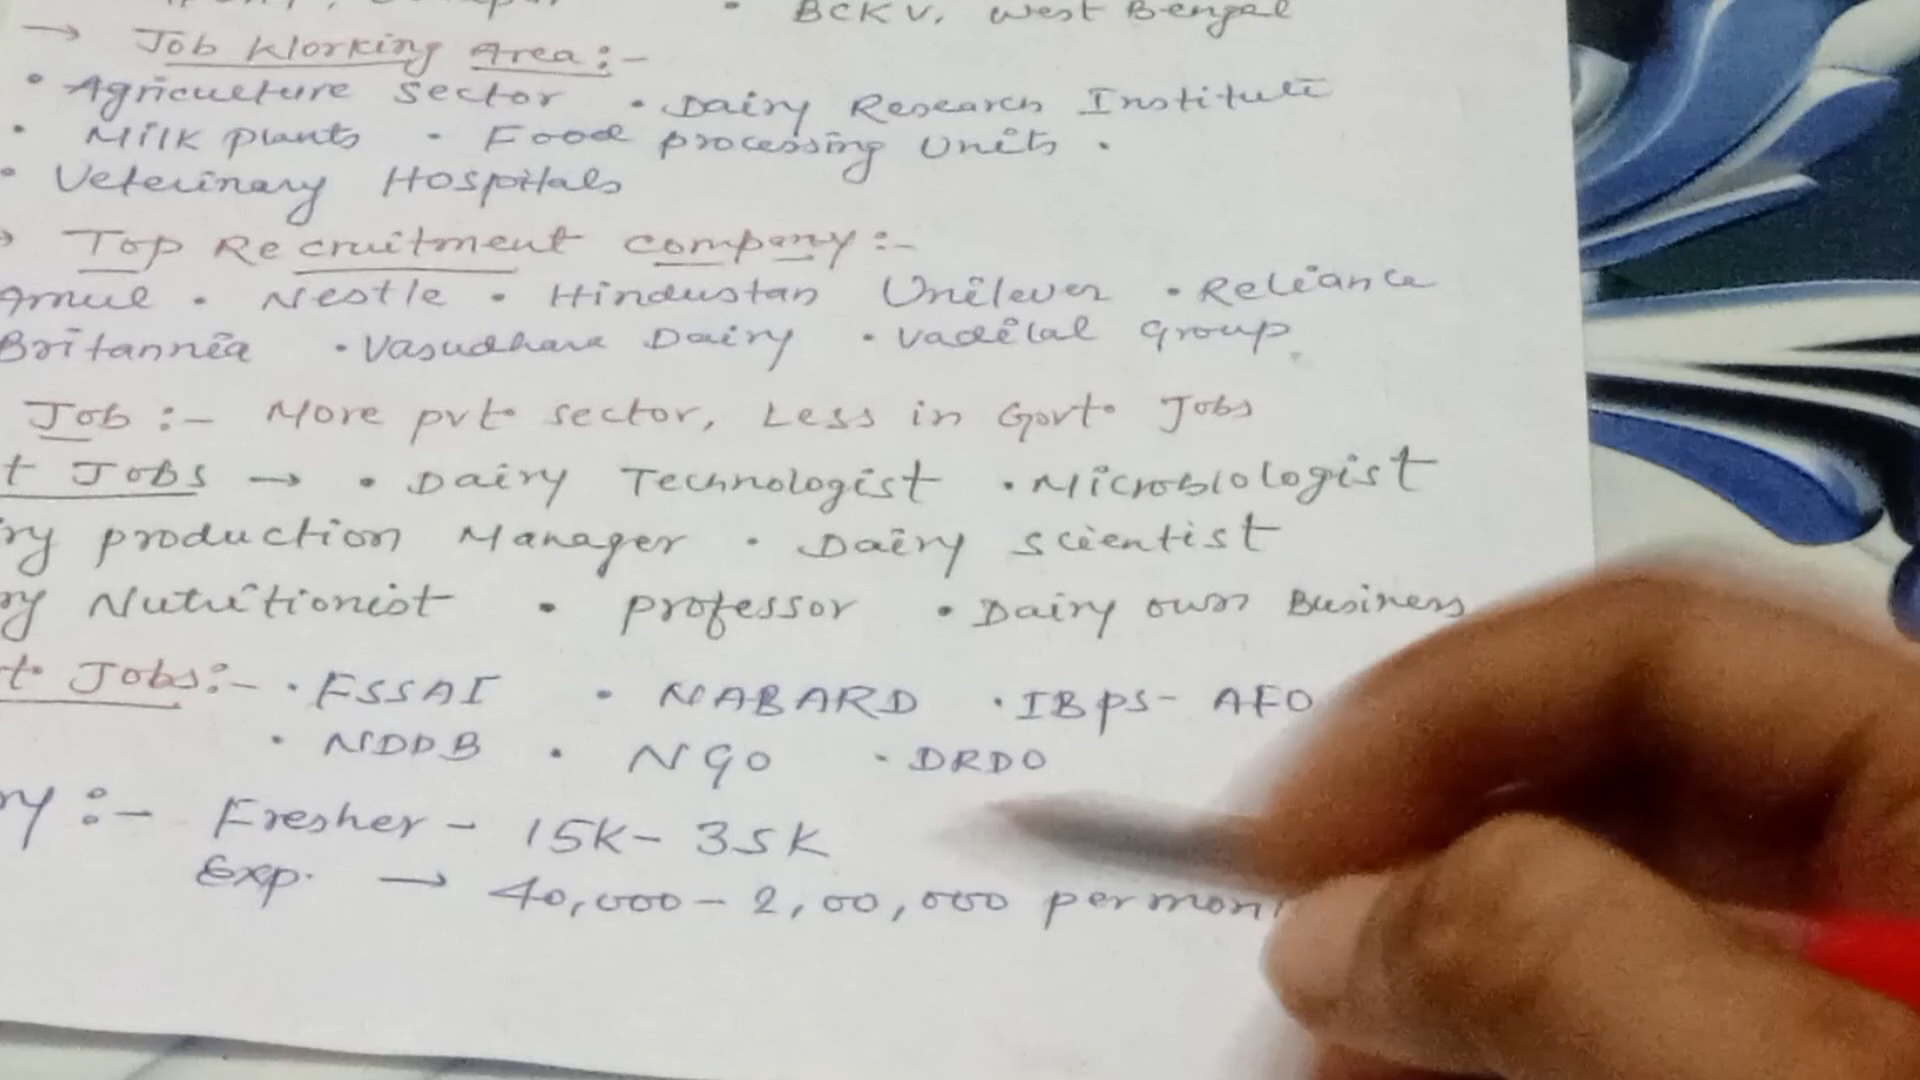 • BCKV, West Bengal
→ Job Working Area:-
• Agriculture Sector • Dairy Research Institute
• Milk plants • Food processing Units •
• Veterinary Hospitals
→ Top Recruitment company:-
Amul • Nestle • Hindustan Unilever • Reliance
Britannia • Vasudhara Dairy • Vadilal Group
Job :- More pvt. sector, Less in Govt. Jobs
t Jobs → • Dairy Technologist • Microbiologist
ry production Manager • Dairy scientist
ry Nutritionist • professor • Dairy own Business
t. Jobs:- • FSSAI • NABARD • IBPS- AFO
• NDDB • NGO • DRDO
ry :- Fresher - 15K- 35K
Exp. → 40,000 - 2,00,000 per mon